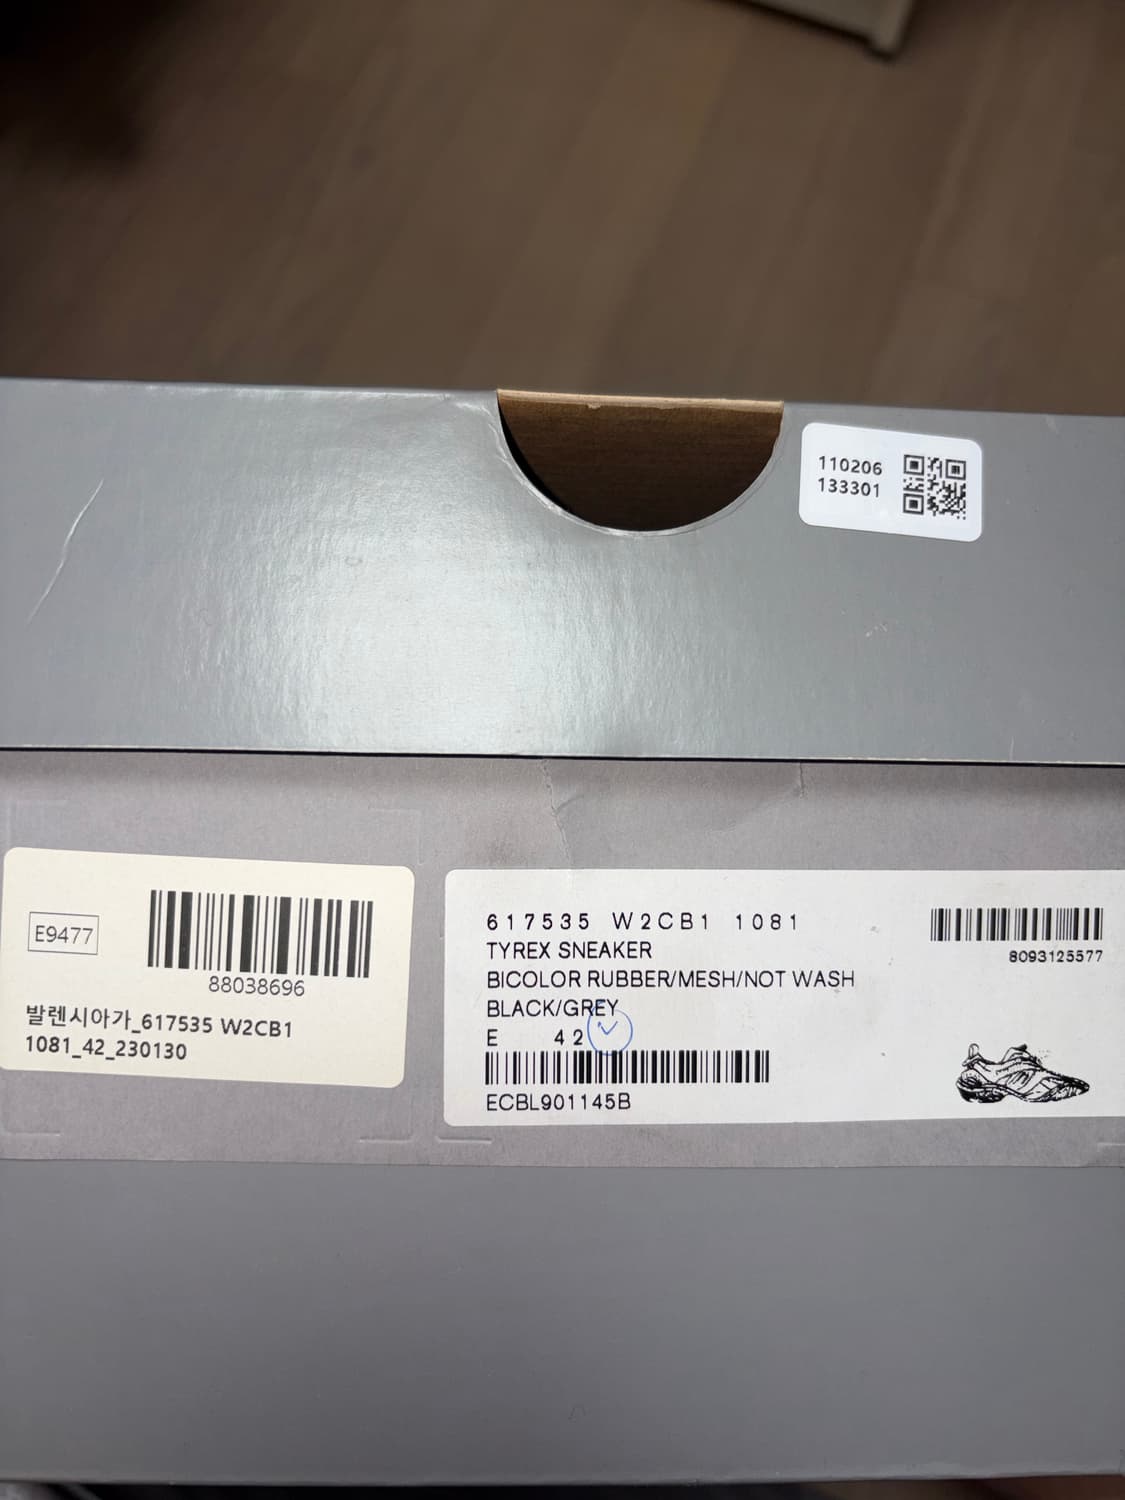 110206
133301
E9477
88038696
발렌시아가_617535 W2CB1
1081_42_230130
617535 W2CB1 1081
TYREX SNEAKER
BICOLOR RUBBER/MESH/NOT WASH
BLACK/GREY
E 42
ECBL901145B
8093125577